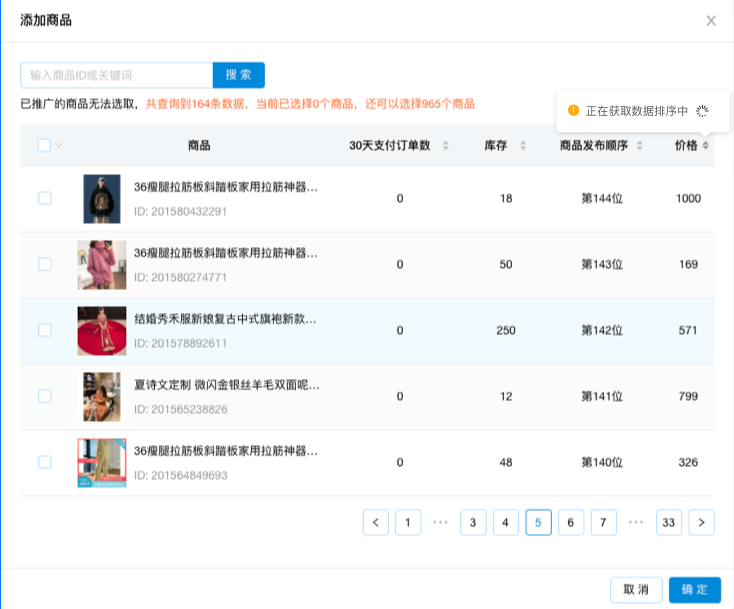 添加商品
输入商品ID或关键词
搜 索
已推广的商品无法选取，共查询到164条数据，当前已选择0个商品，还可以选择965个商品
正在获取数据排序中
商品 30天支付订单数 库存 商品发布顺序 价格
36瘦腿拉筋板斜踏板家用拉筋神器...
ID: 201580432291
0 18 第144位 1000
36瘦腿拉筋板斜踏板家用拉筋神器...
ID: 201580274771
0 50 第143位 169
结婚秀禾服新娘复古中式旗袍新款...
ID: 201578892611
0 250 第142位 571
夏诗文定制 微闪金银丝羊毛双面呢...
ID: 201565238826
0 12 第141位 799
36瘦腿拉筋板斜踏板家用拉筋神器...
ID: 201564849693
0 48 第140位 326
< 1 ··· 3 4 5 6 7 ··· 33 >
取 消
确 定